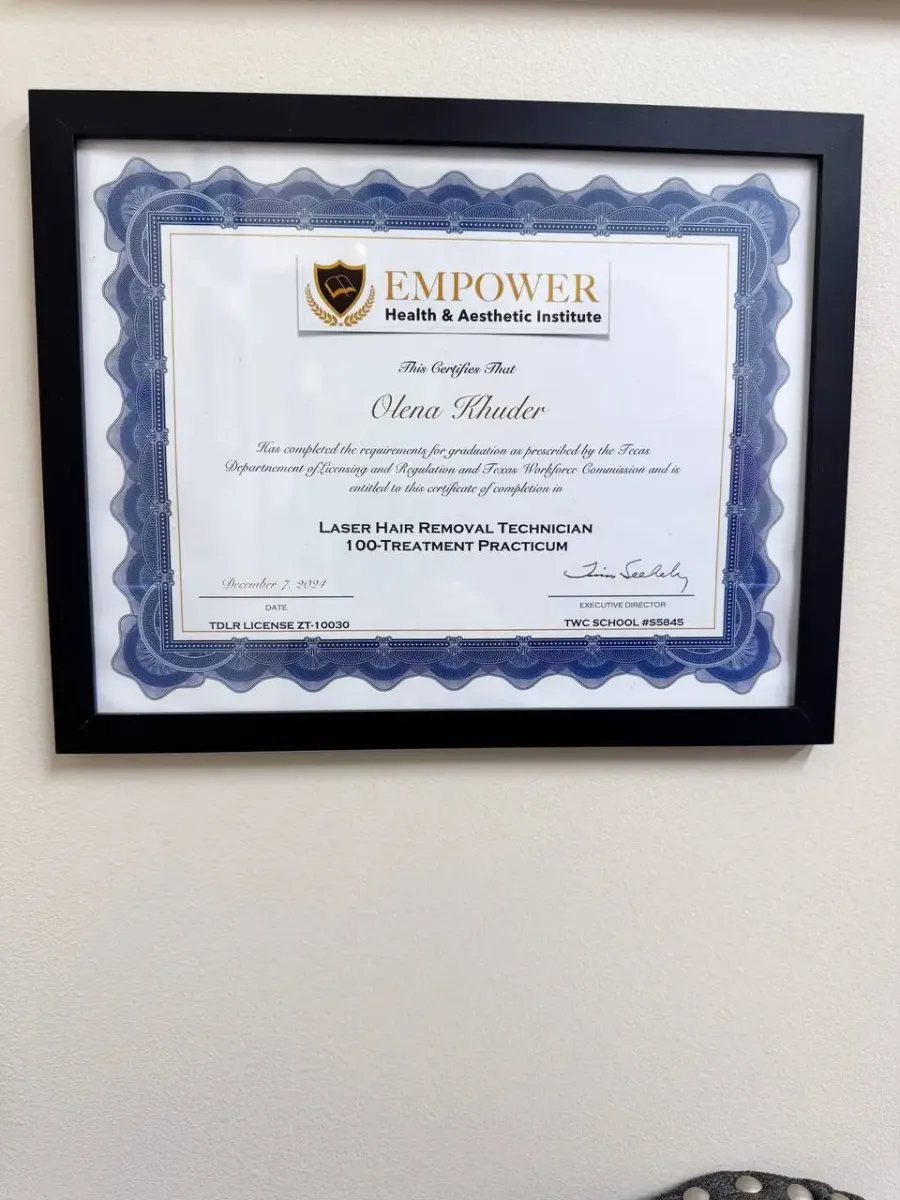 EMPOWER
Health & Aesthetic Institute
This Certifies That
Olena Khuder
Has completed the requirements for graduation as prescribed by the Texas
Departnement of Licensing and Regulation and Texas Workforce Commission and is
entitled to this certificate of completion in
LASER HAIR REMOVAL TECHNICIAN
100-TREATMENT PRACTICUM
December 7, 2024
DATE
EXECUTIVE DIRECTOR
TDLR LICENSE ZT-10030
TWC SCHOOL #S5845